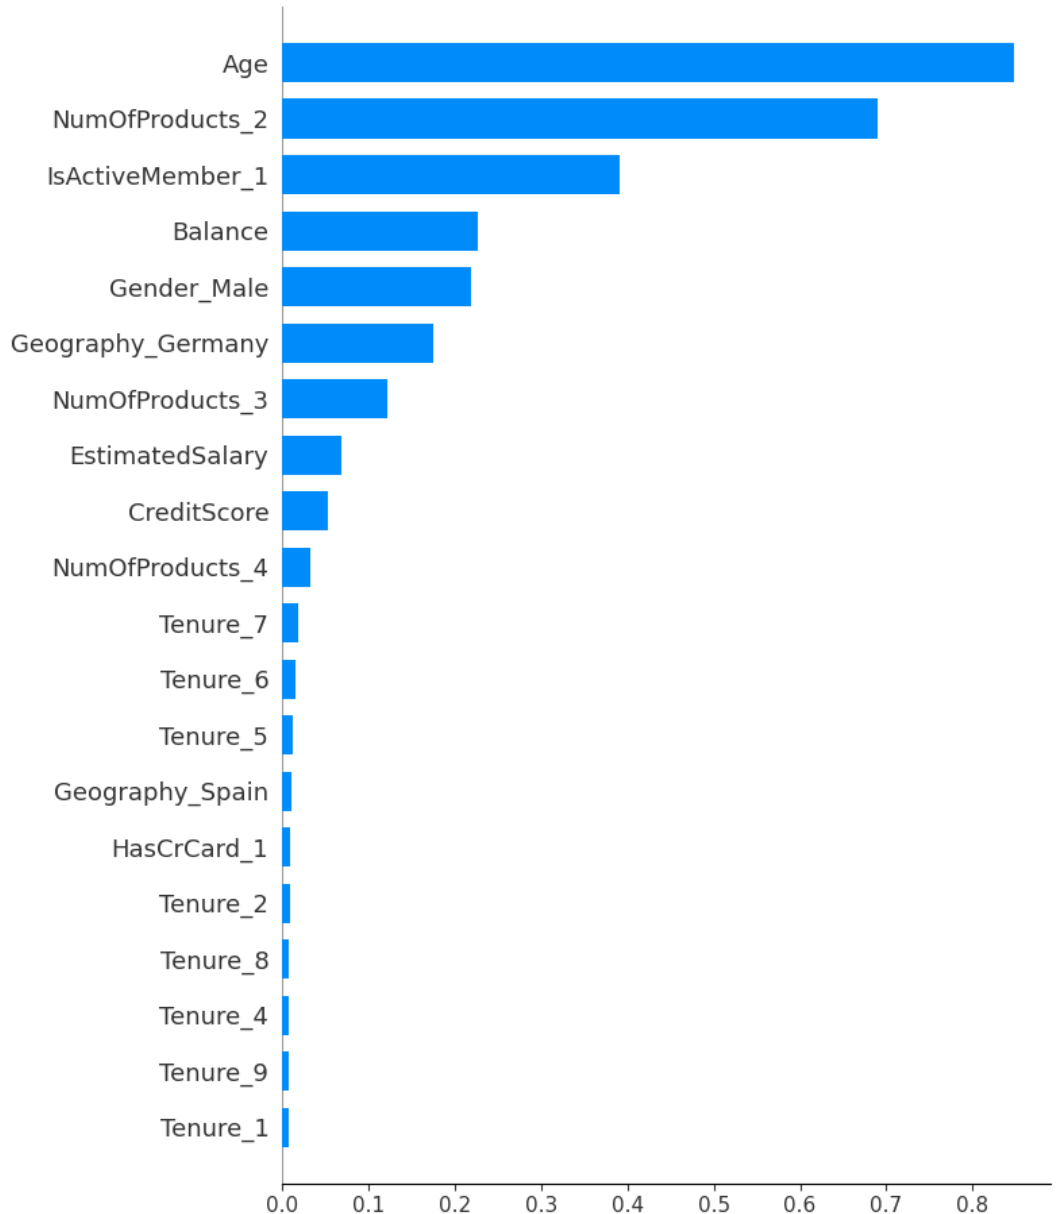 Age
NumOfProducts_2
IsActiveMember_1
Balance
Gender_Male
Geography_Germany
NumOfProducts_3
EstimatedSalary
CreditScore
NumOfProducts_4
Tenure_7
Tenure_6
Tenure_5
Geography_Spain
HasCrCard_1
Tenure_2
Tenure_8
Tenure_4
Tenure_9
Tenure_1
0.0 0.1 0.2 0.3 0.4 0.5 0.6 0.7 0.8